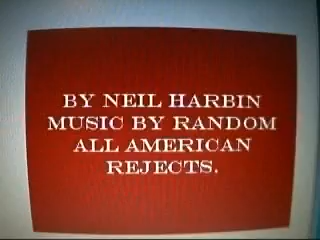 BY NEIL HARBIN
MUSIC BY RANDOM
ALL AMERICAN
REJECTS.